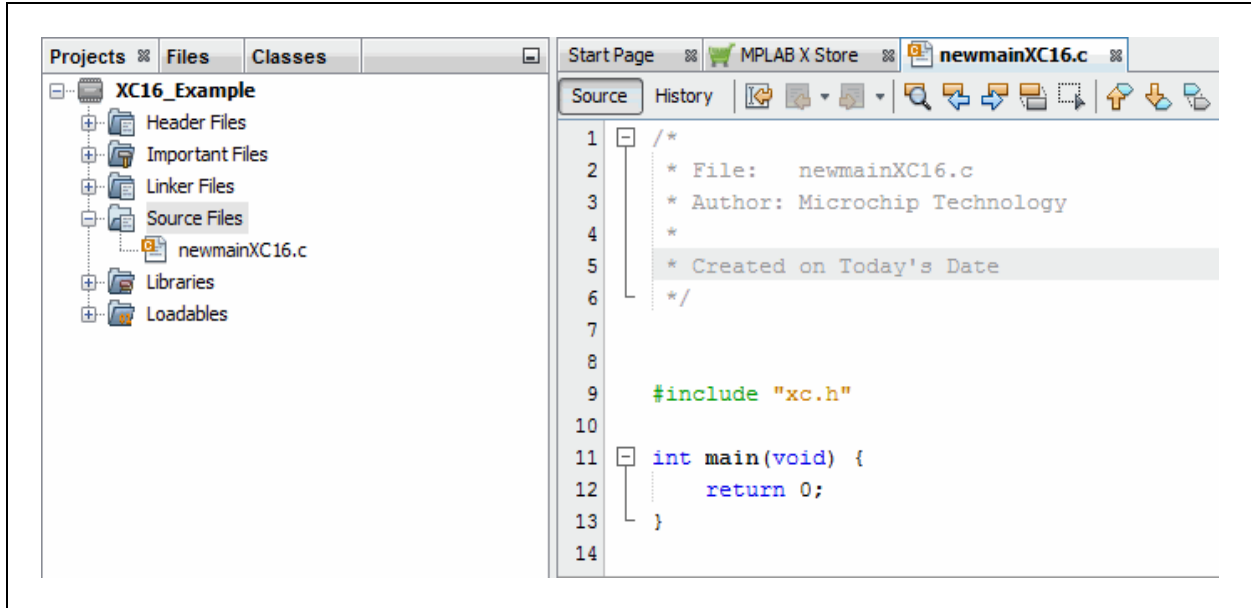 Projects Files Classes
XC16_Example
Header Files
Important Files
Linker Files
Source Files
newmainXC16.c
Libraries
Loadables
Start Page MPLAB X Store newmainXC16.c
Source History
1 /*
2 * File:   newmainXC16.c
3 * Author: Microchip Technology
4 *
5 * Created on Today's Date
6 */
7
8
9 #include "xc.h"
10
11 int main(void) {
12     return 0;
13 }
14